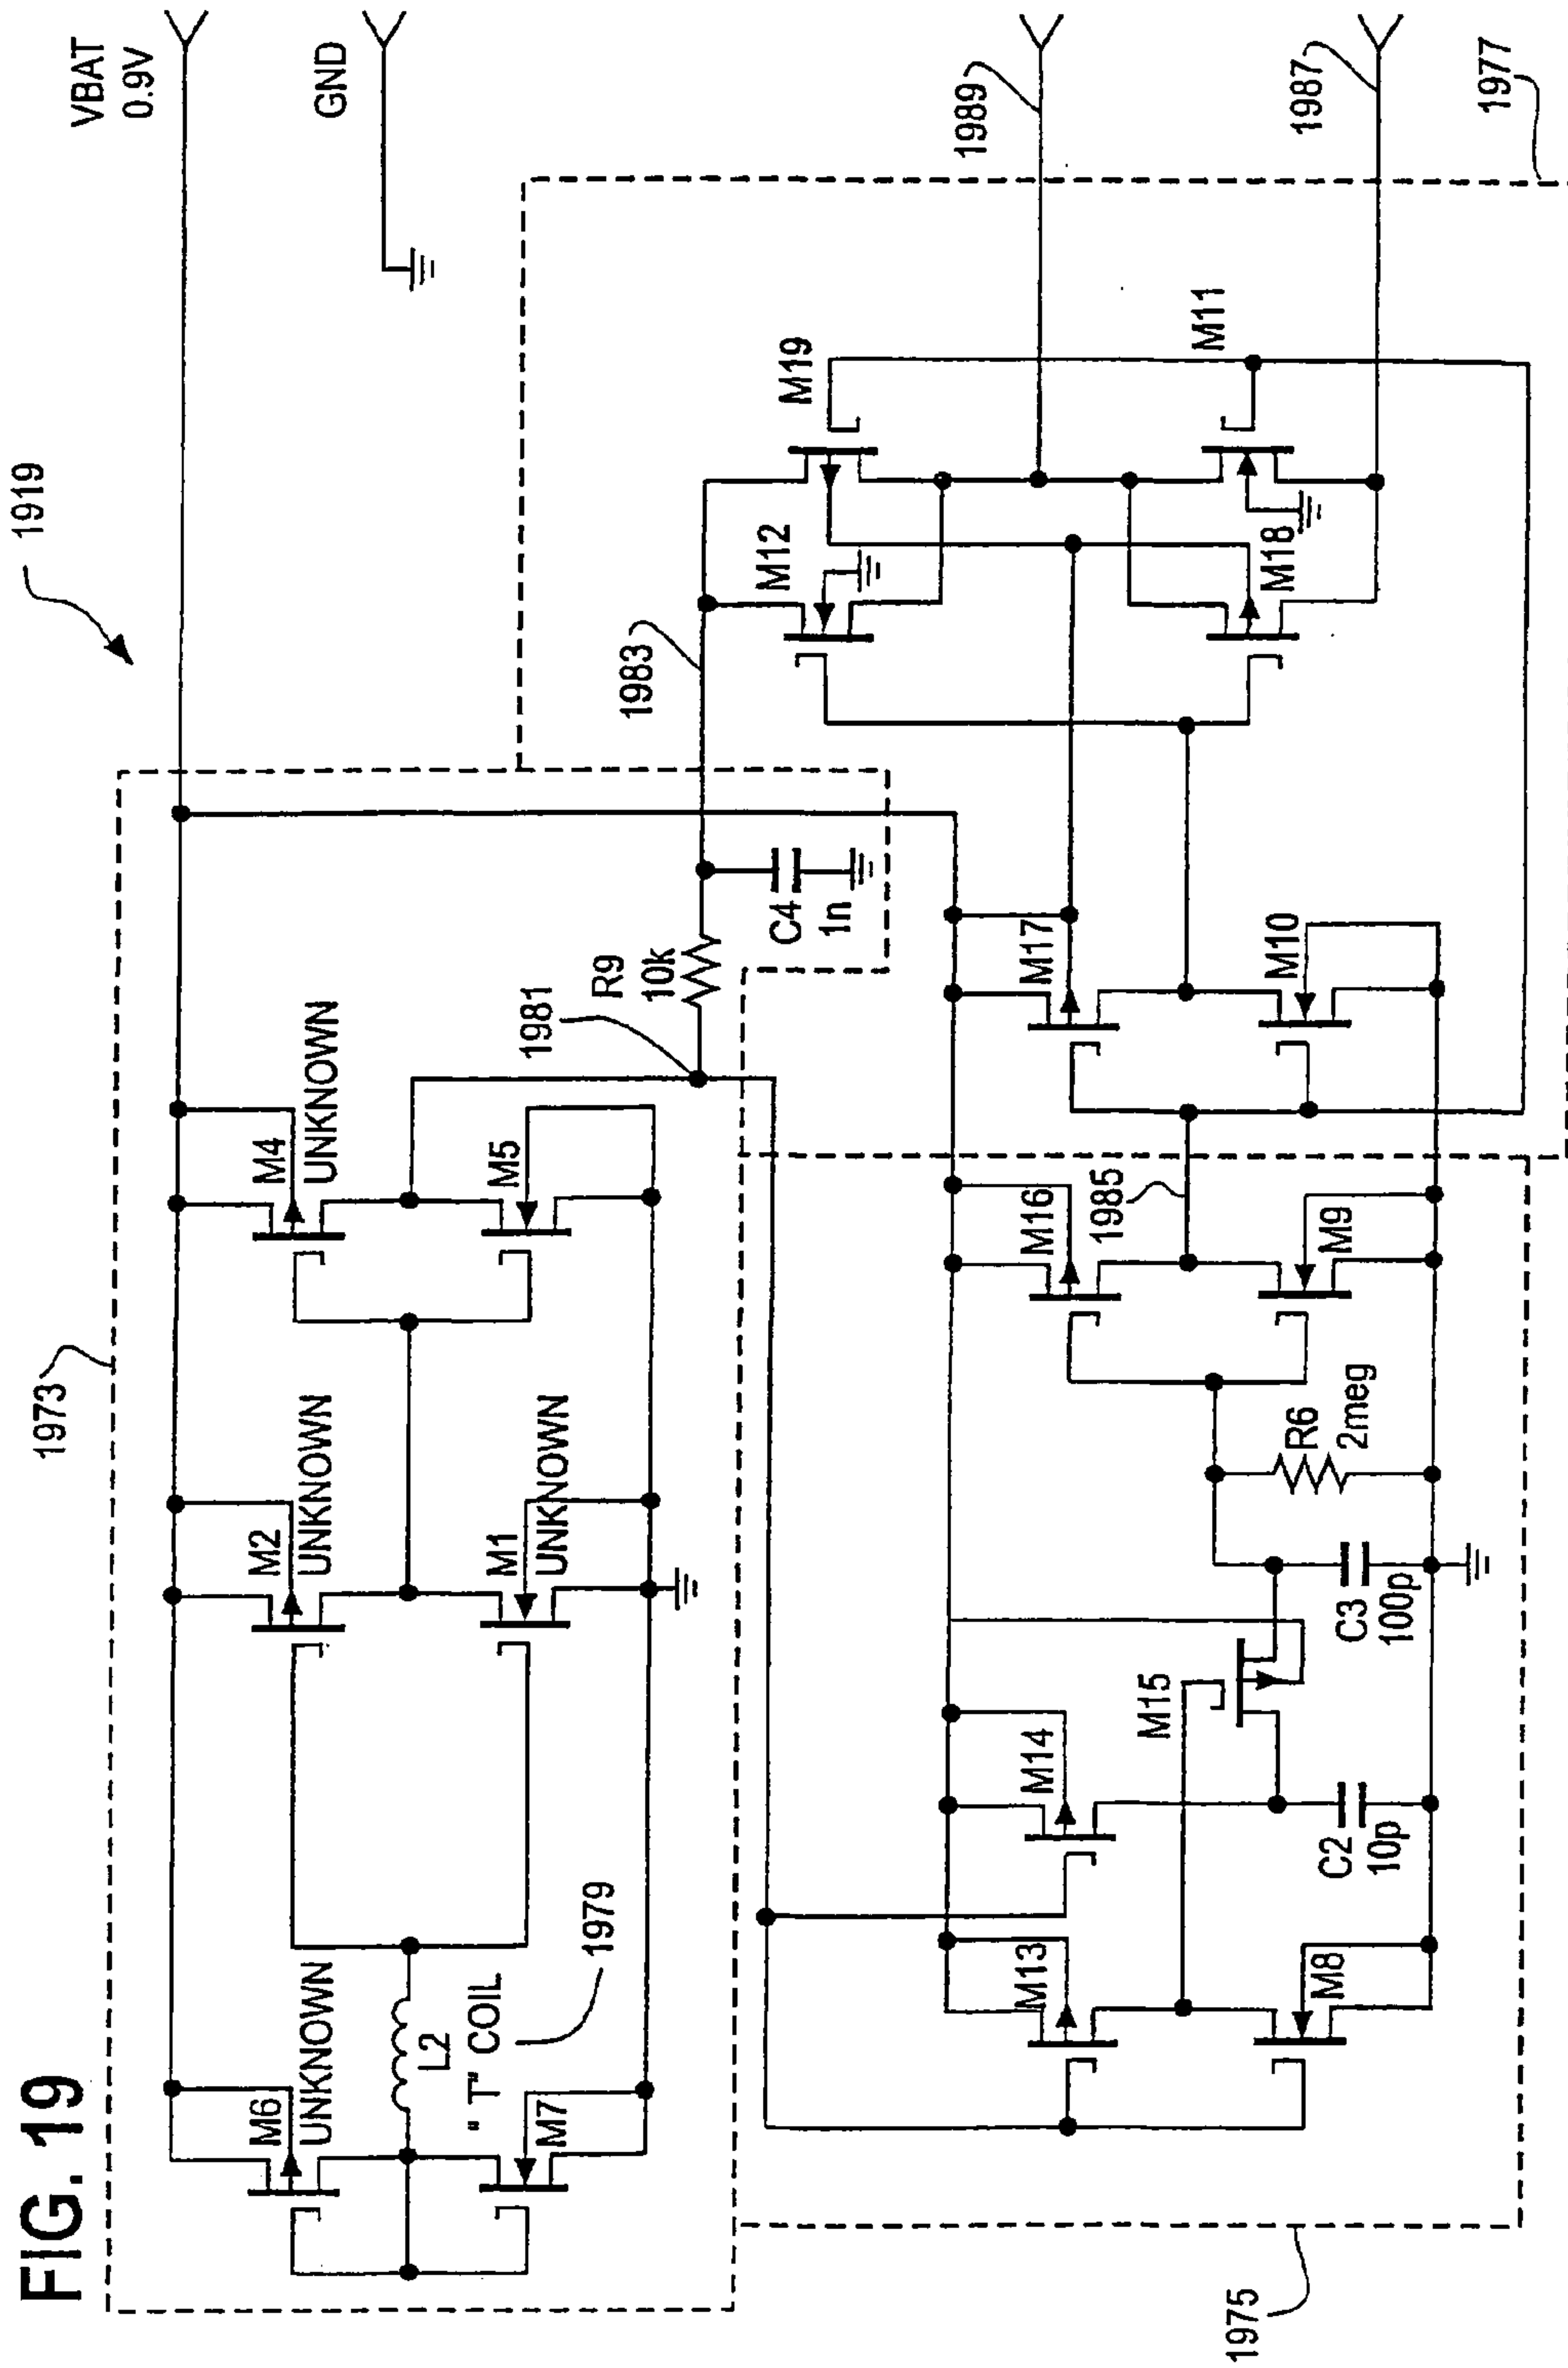 FIG. 19
1919
VBAT
0.9V
GND
1973
M6
UNKNOWN
M2
UNKNOWN
M4
UNKNOWN
L2
" T" COIL
1979
M7
M1
UNKNOWN
M5
1981
R9
10k
C4
1n
1983
M12
M19
1989
M18
M11
1987
1977
M13
M14
M15
M16
1985
M17
M8
C2
10p
C3
100p
R6
2meg
M9
M10
1975